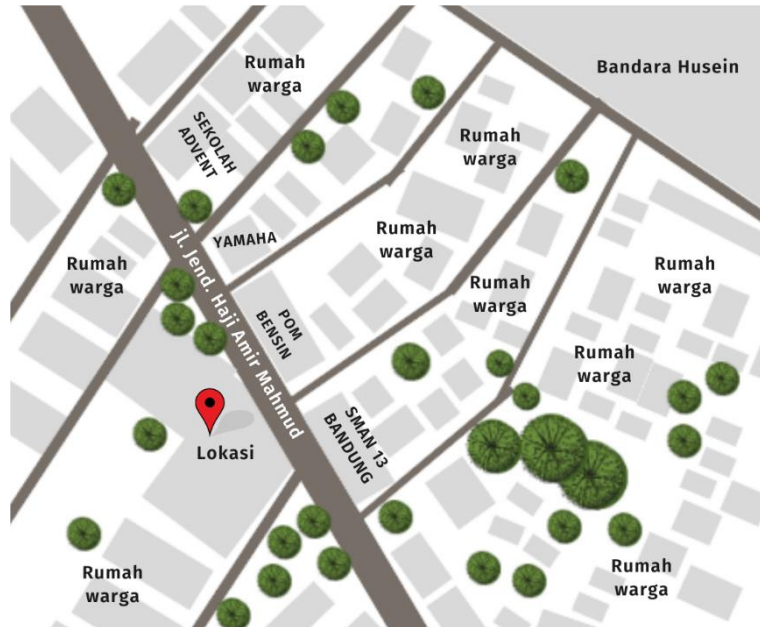 Rumah
warga
Bandara Husein
SEKOLAH
ADVENT
Rumah
warga
YAMAHA
Rumah
warga
Rumah
warga
Rumah
warga
Rumah
warga
jl. Jend. Haji Amir Mahmud
POM
BENSIN
Rumah
warga
SMAN 13
BANDUNG
Lokasi
Rumah
warga
Rumah
warga